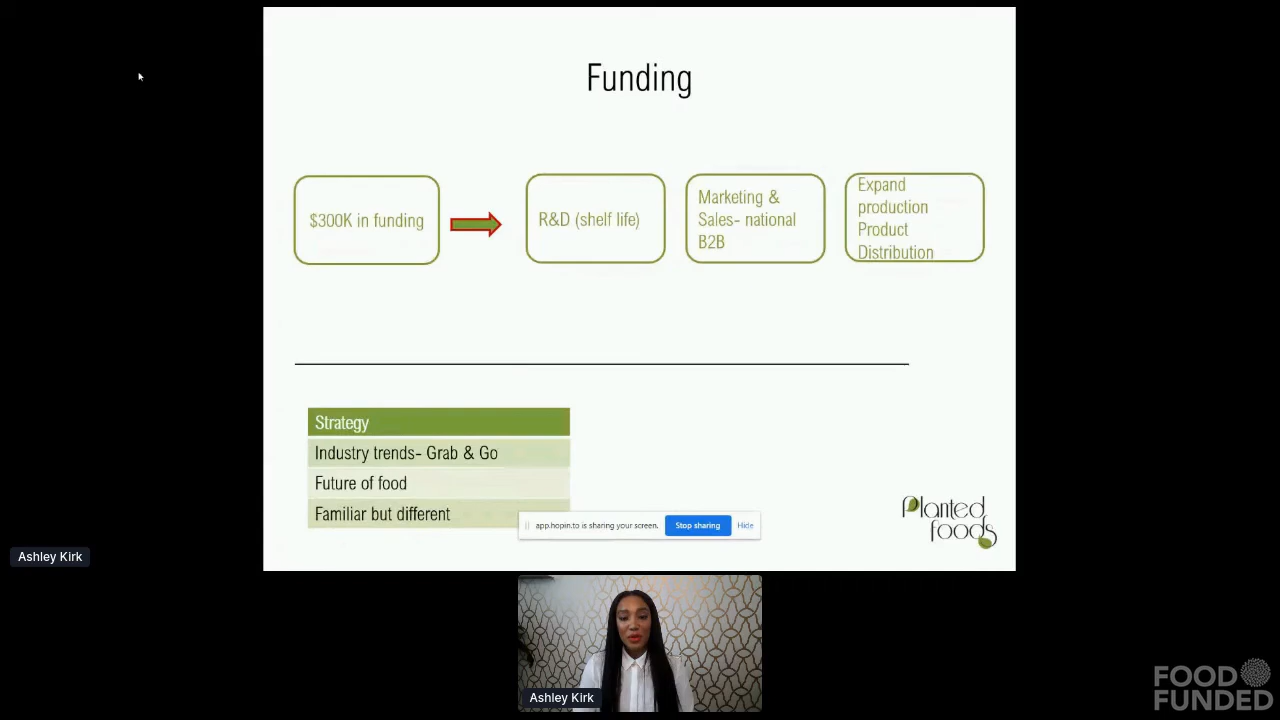 Funding
$300K in funding
R&D (shelf life)
Marketing &
Sales- national
B2B
Expand
production
Product
Distribution
Strategy
Industry trends- Grab & Go
Future of food
Familiar but different
app.hopin.to is sharing your screen.
Stop sharing
Hide
Planted
foods
Ashley Kirk
Ashley Kirk
FOOD
FUNDED